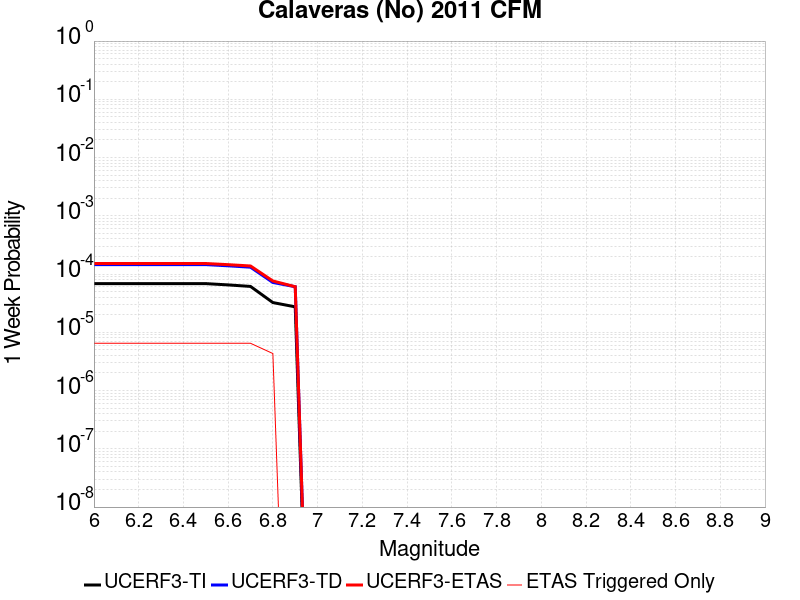 Calaveras (No) 2011 CFM
10 0
10 -1
10 -2
10 -3
10 -4
10 -5
10 -6
10 -7
10 -8
1 Week Probability
6 6.2 6.4 6.6 6.8 7 7.2 7.4 7.6 7.8 8 8.2 8.4 8.6 8.8 9
Magnitude
UCERF3-TI UCERF3-TD UCERF3-ETAS ETAS Triggered Only